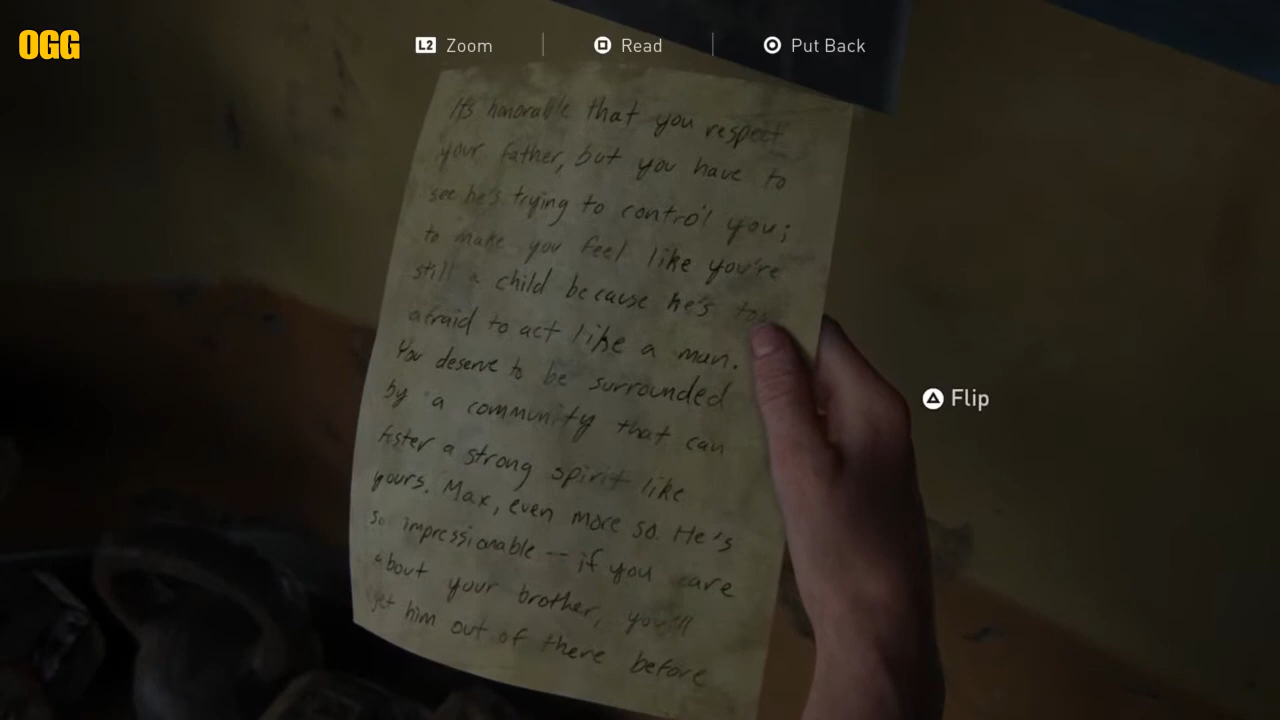 OGG
L2 Zoom
Read
Put Back
It's honorable that you respect
your father, but you have to
see he's trying to control you;
to make you feel like you're
still a child because he's too
afraid to act like a man.
You deserve to be surrounded
by a community that can
foster a strong spirit like
yours. Max, even more so. He's
so impressionable -- if you care
about your brother, you'll
get him out of there before
Flip